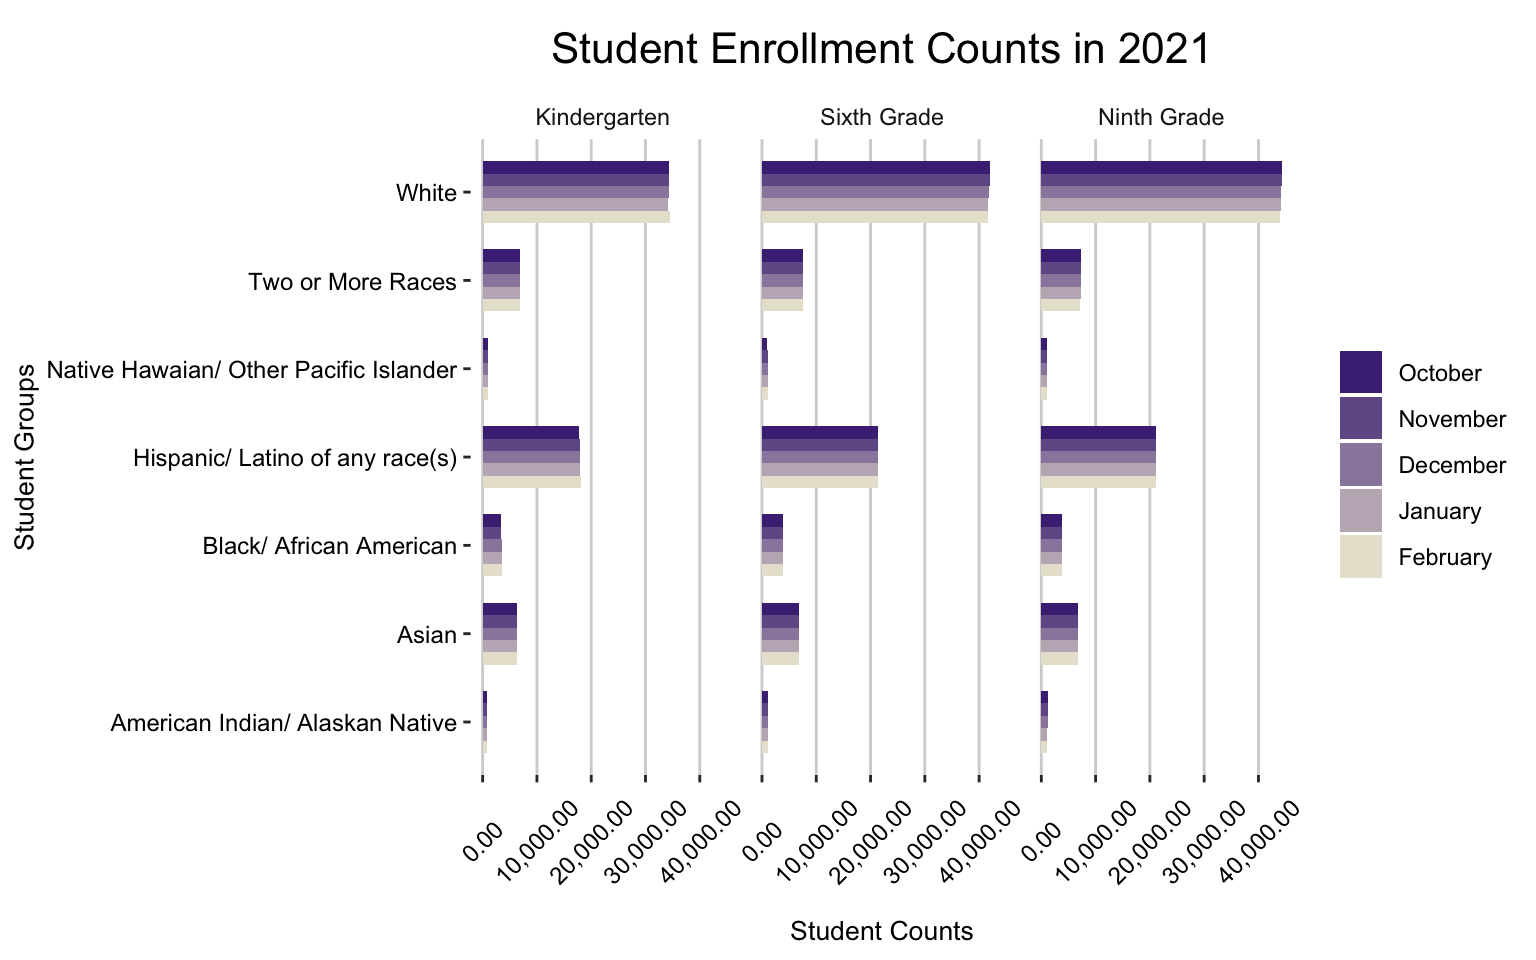 Student Enrollment Counts in 2021
Kindergarten
Sixth Grade
Ninth Grade
Student Groups
White
Two or More Races
Native Hawaian/ Other Pacific Islander
Hispanic/ Latino of any race(s)
Black/ African American
Asian
American Indian/ Alaskan Native
October
November
December
January
February
0.00
10,000.00
20,000.00
30,000.00
40,000.00
0.00
10,000.00
20,000.00
30,000.00
40,000.00
0.00
10,000.00
20,000.00
30,000.00
40,000.00
Student Counts